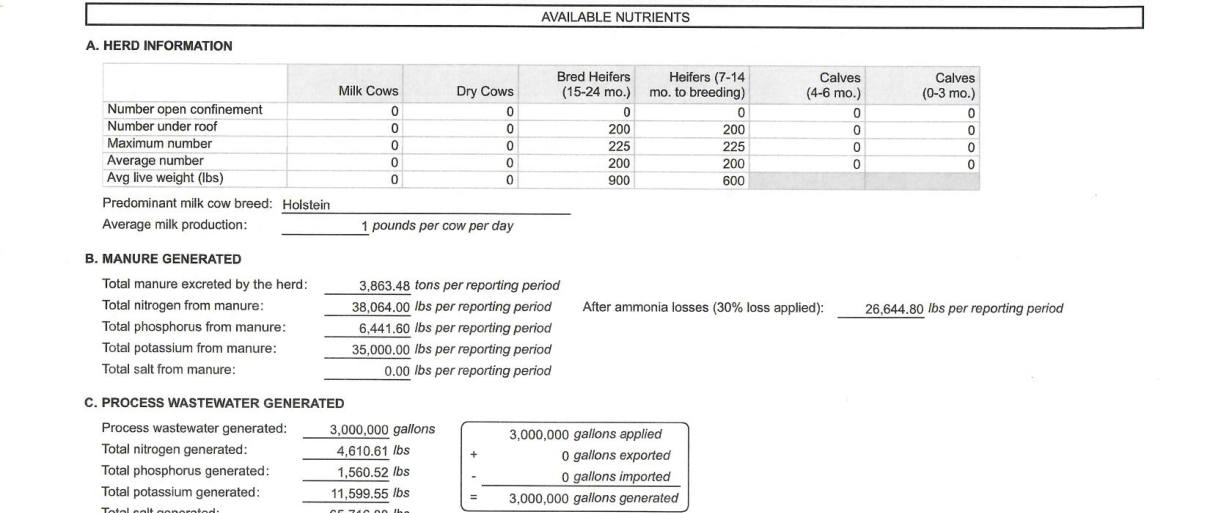 AVAILABLE NUTRIENTS
A. HERD INFORMATION
Milk Cows Dry Cows Bred Heifers (15-24 mo.) Heifers (7-14 mo. to breeding) Calves (4-6 mo.) Calves (0-3 mo.)
Number open confinement 0 0 0 0 0 0
Number under roof 0 0 200 200 0 0
Maximum number 0 0 225 225 0 0
Average number 0 0 200 200 0 0
Avg live weight (lbs) 0 0 900 600
Predominant milk cow breed: Holstein
Average milk production: 1 pounds per cow per day
B. MANURE GENERATED
Total manure excreted by the herd: 3,863.48 tons per reporting period
Total nitrogen from manure: 38,064.00 lbs per reporting period After ammonia losses (30% loss applied): 26,644.80 lbs per reporting period
Total phosphorus from manure: 6,441.60 lbs per reporting period
Total potassium from manure: 35,000.00 lbs per reporting period
Total salt from manure: 0.00 lbs per reporting period
C. PROCESS WASTEWATER GENERATED
Process wastewater generated: 3,000,000 gallons
Total nitrogen generated: 4,610.61 lbs
Total phosphorus generated: 1,560.52 lbs
Total potassium generated: 11,599.55 lbs
Total salt generated:
3,000,000 gallons applied
+ 0 gallons exported
- 0 gallons imported
= 3,000,000 gallons generated